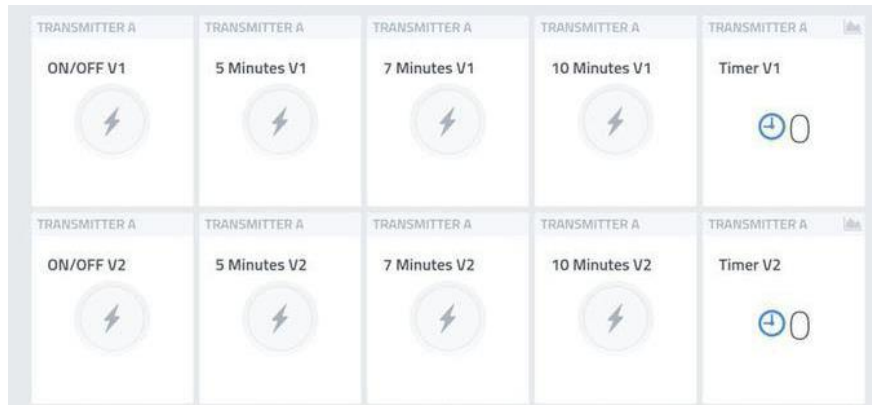 TRANSMITTER A TRANSMITTER A TRANSMITTER A TRANSMITTER A TRANSMITTER A
ON/OFF V1 5 Minutes V1 7 Minutes V1 10 Minutes V1 Timer V1
0
TRANSMITTER A TRANSMITTER A TRANSMITTER A TRANSMITTER A TRANSMITTER A
ON/OFF V2 5 Minutes V2 7 Minutes V2 10 Minutes V2 Timer V2
0